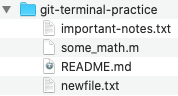 git-terminal-practice
important-notes.txt
some_math.m
README.md
newfile.txt